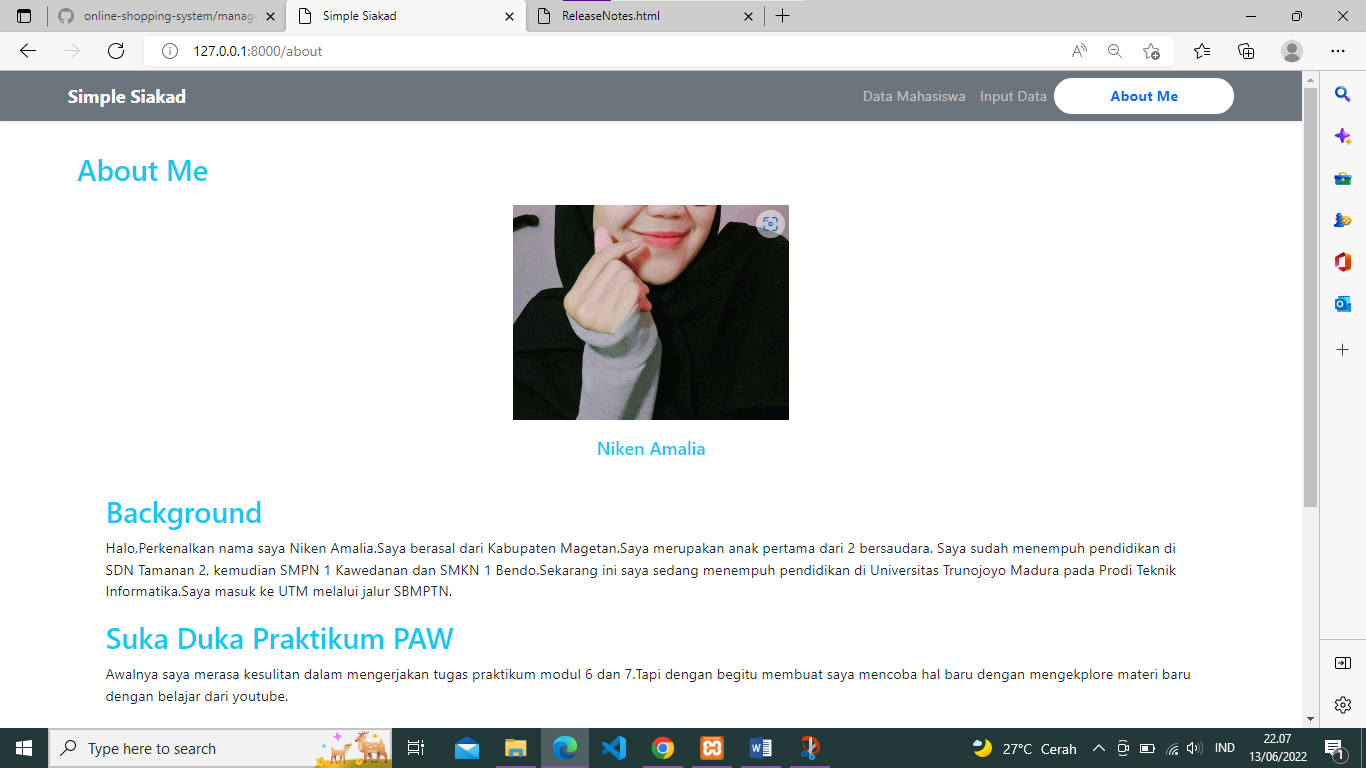 online-shopping-system/manage
Simple Siakad
ReleaseNotes.html
127.0.0.1:8000/about
Simple Siakad
Data Mahasiswa
Input Data
About Me
About Me
Niken Amalia
Background
Halo,Perkenalkan nama saya Niken Amalia.Saya berasal dari Kabupaten Magetan.Saya merupakan anak pertama dari 2 bersaudara. Saya sudah menempuh pendidikan di
SDN Tamanan 2, kemudian SMPN 1 Kawedanan dan SMKN 1 Bendo.Sekarang ini saya sedang menempuh pendidikan di Universitas Trunojoyo Madura pada Prodi Teknik
Informatika.Saya masuk ke UTM melalui jalur SBMPTN.
Suka Duka Praktikum PAW
Awalnya saya merasa kesulitan dalam mengerjakan tugas praktikum modul 6 dan 7.Tapi dengan begitu membuat saya mencoba hal baru dengan mengekplore materi baru
dengan belajar dari youtube.
Type here to search
27°C Cerah
IND
22.07
13/06/2022
1